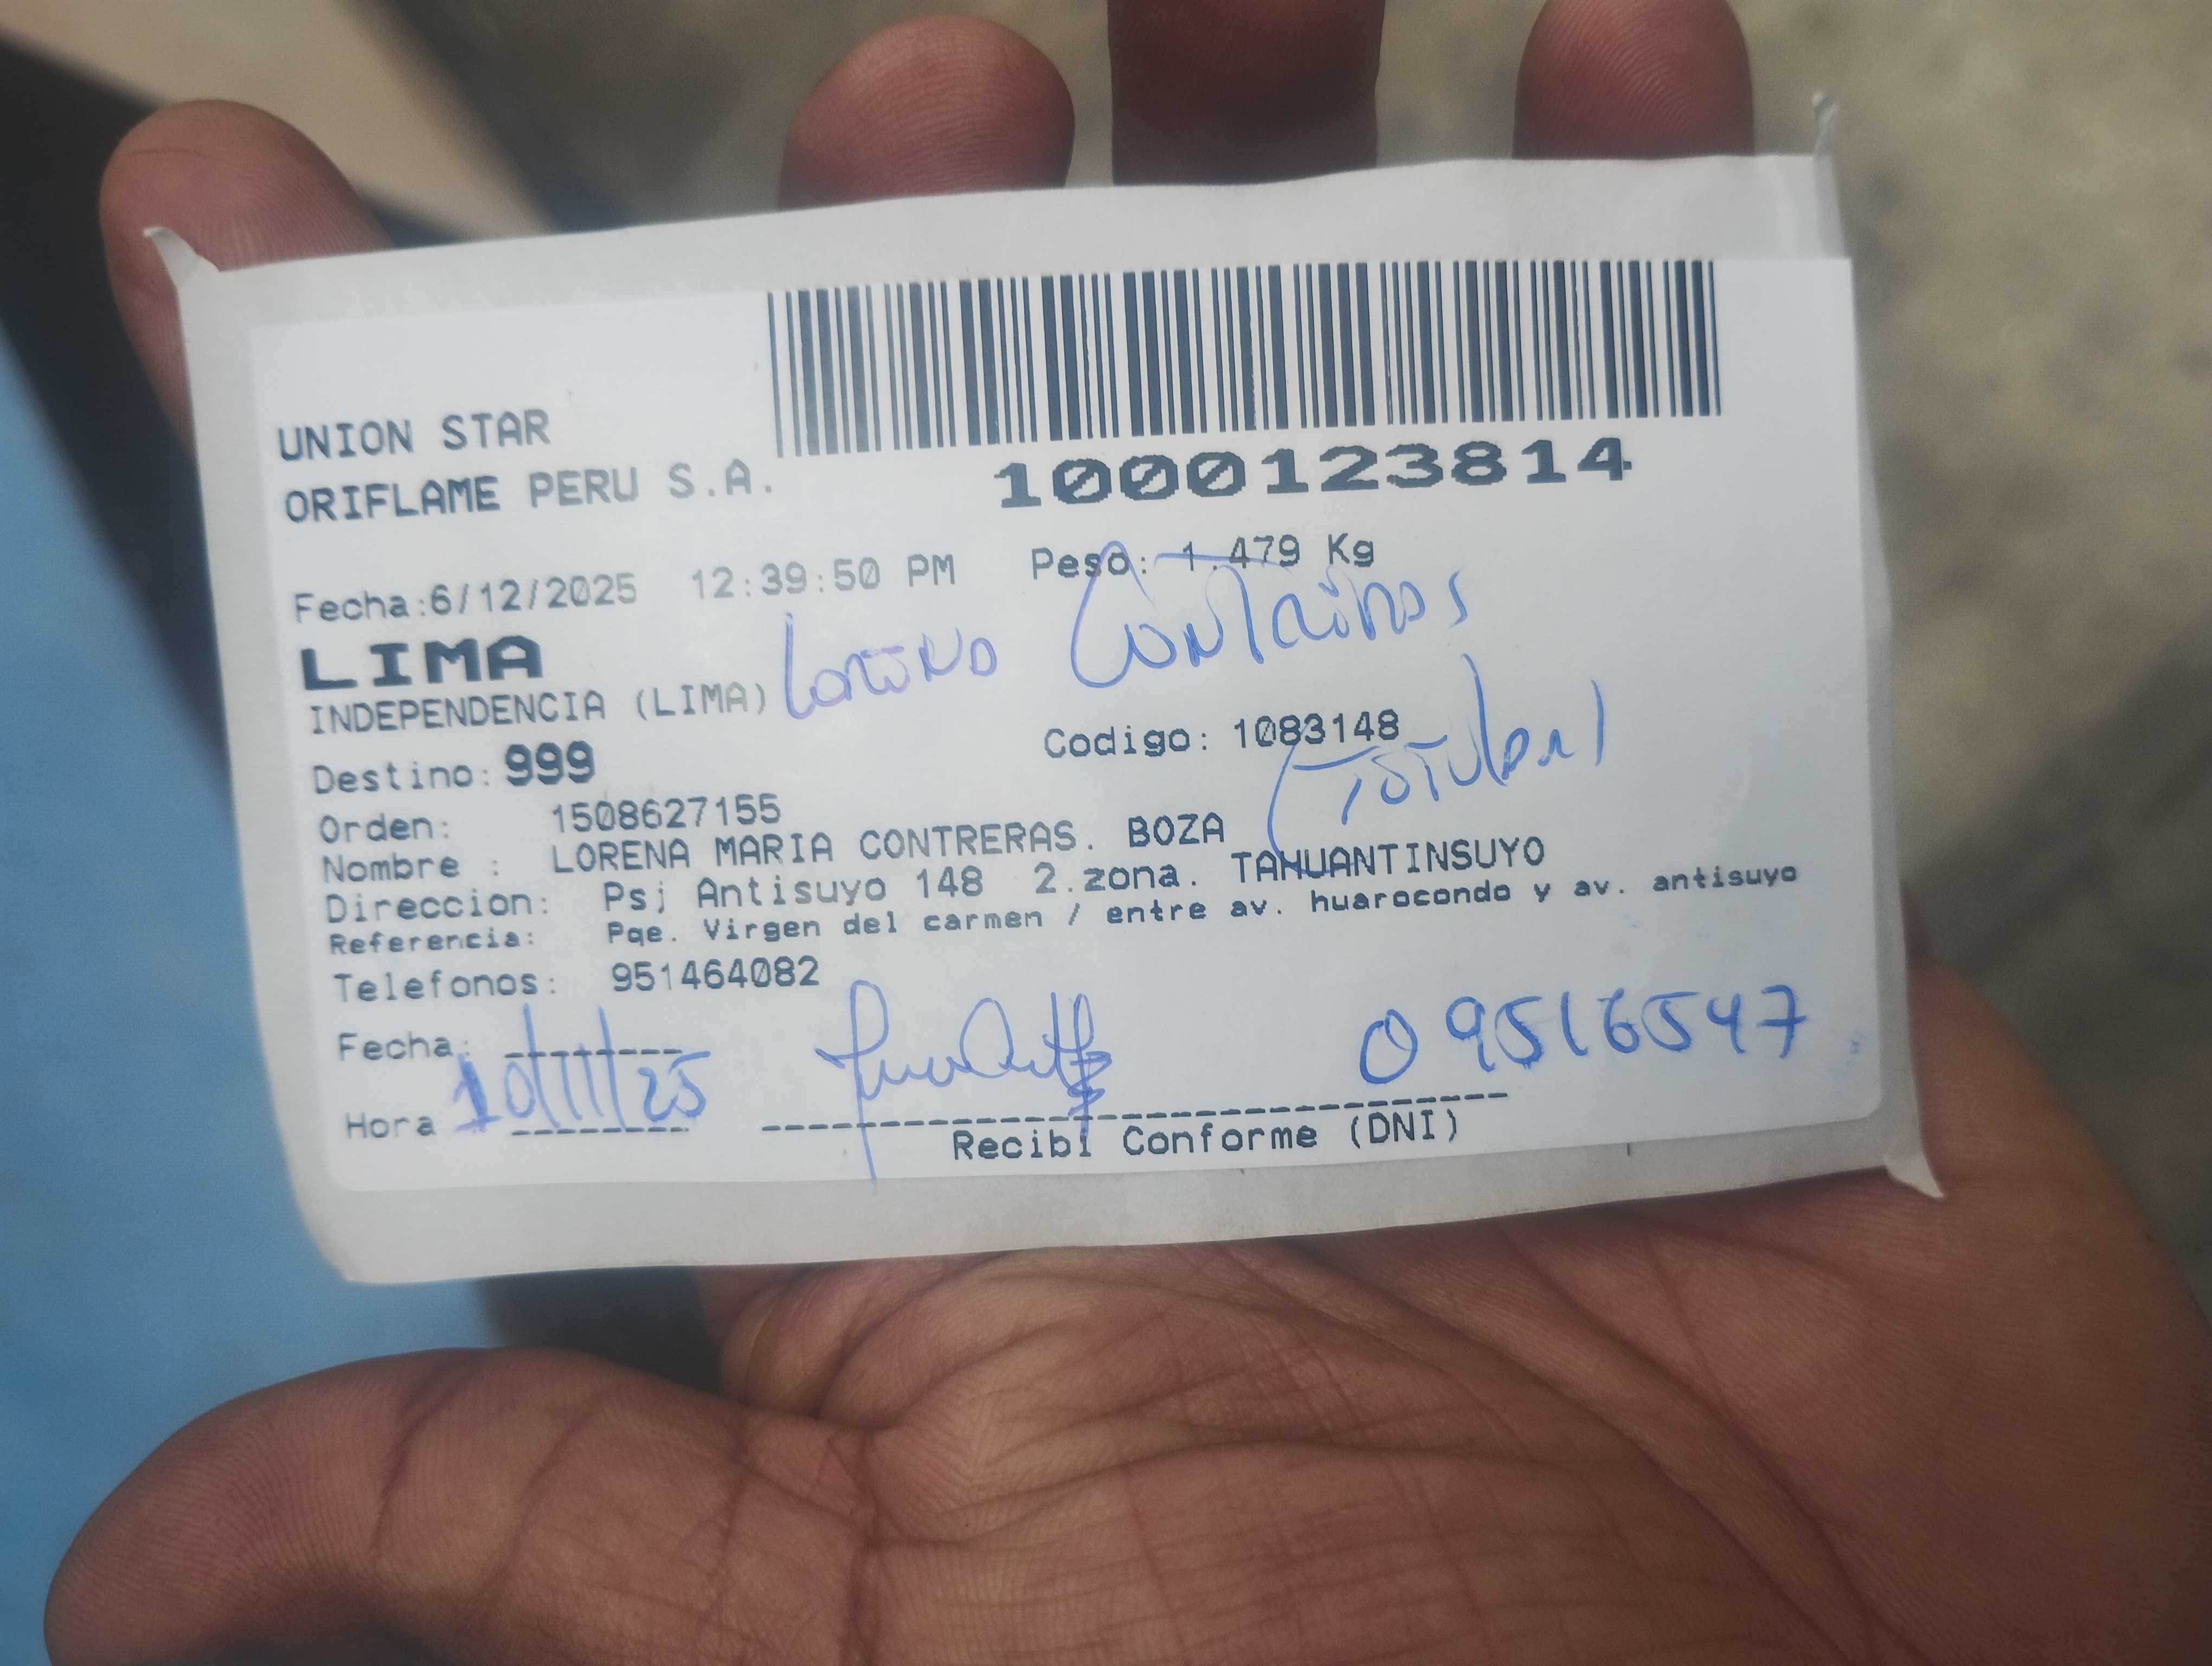 UNION STAR
ORIFLAME PERU S.A.
1000123814
Fecha:6/12/2025 12:39:50 PM Peso: 1.479 Kg
LIMA
INDEPENDENCIA (LIMA)
Destino: 999 Codigo: 1083148
(Titular)
Orden: 1508627155
Nombre : LORENA MARIA CONTRERAS. BOZA
Direccion: Psj Antisuyo 148 2.zona. TAHUANTINSUYO
Referencia: Pqe. Virgen del carmen / entre av. huarocondo y av. antisuyo
Telefonos: 951464082
Fecha:
10/11/25 09516547
Hora
Recibi Conforme (DNI)